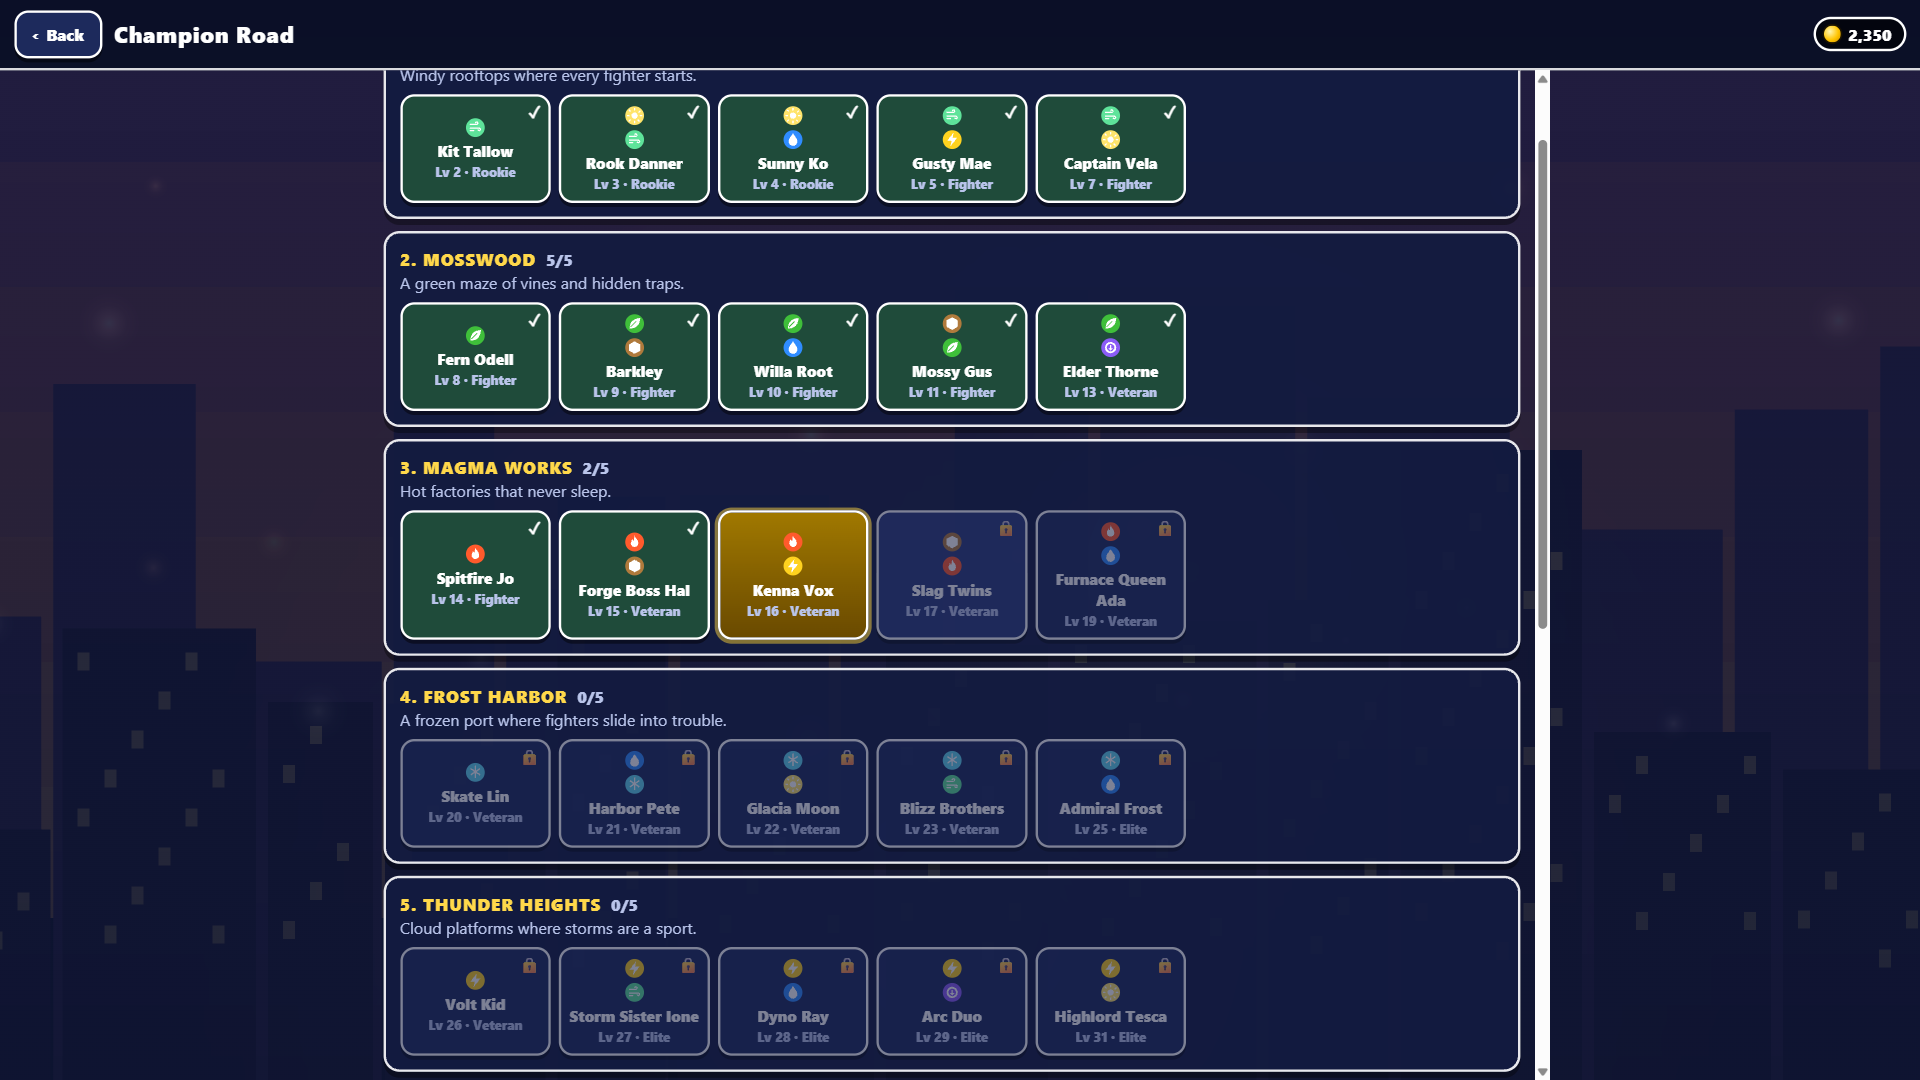 ‹ Back
Champion Road
2,350
Windy rooftops where every fighter starts.
Kit Tallow
Lv 2 • Rookie
Rook Danner
Lv 3 • Rookie
Sunny Ko
Lv 4 • Rookie
Gusty Mae
Lv 5 • Fighter
Captain Vela
Lv 7 • Fighter
2. MOSSWOOD 5/5
A green maze of vines and hidden traps.
Fern Odell
Lv 8 • Fighter
Barkley
Lv 9 • Fighter
Willa Root
Lv 10 • Fighter
Mossy Gus
Lv 11 • Fighter
Elder Thorne
Lv 13 • Veteran
3. MAGMA WORKS 2/5
Hot factories that never sleep.
Spitfire Jo
Lv 14 • Fighter
Forge Boss Hal
Lv 15 • Veteran
Kenna Vox
Lv 16 • Veteran
Slag Twins
Lv 17 • Veteran
Furnace Queen
Ada
Lv 19 • Veteran
4. FROST HARBOR 0/5
A frozen port where fighters slide into trouble.
Skate Lin
Lv 20 • Veteran
Harbor Pete
Lv 21 • Veteran
Glacia Moon
Lv 22 • Veteran
Blizz Brothers
Lv 23 • Veteran
Admiral Frost
Lv 25 • Elite
5. THUNDER HEIGHTS 0/5
Cloud platforms where storms are a sport.
Volt Kid
Lv 26 • Veteran
Storm Sister Ione
Lv 27 • Elite
Dyno Ray
Lv 28 • Elite
Arc Duo
Lv 29 • Elite
Highlord Tesca
Lv 31 • Elite